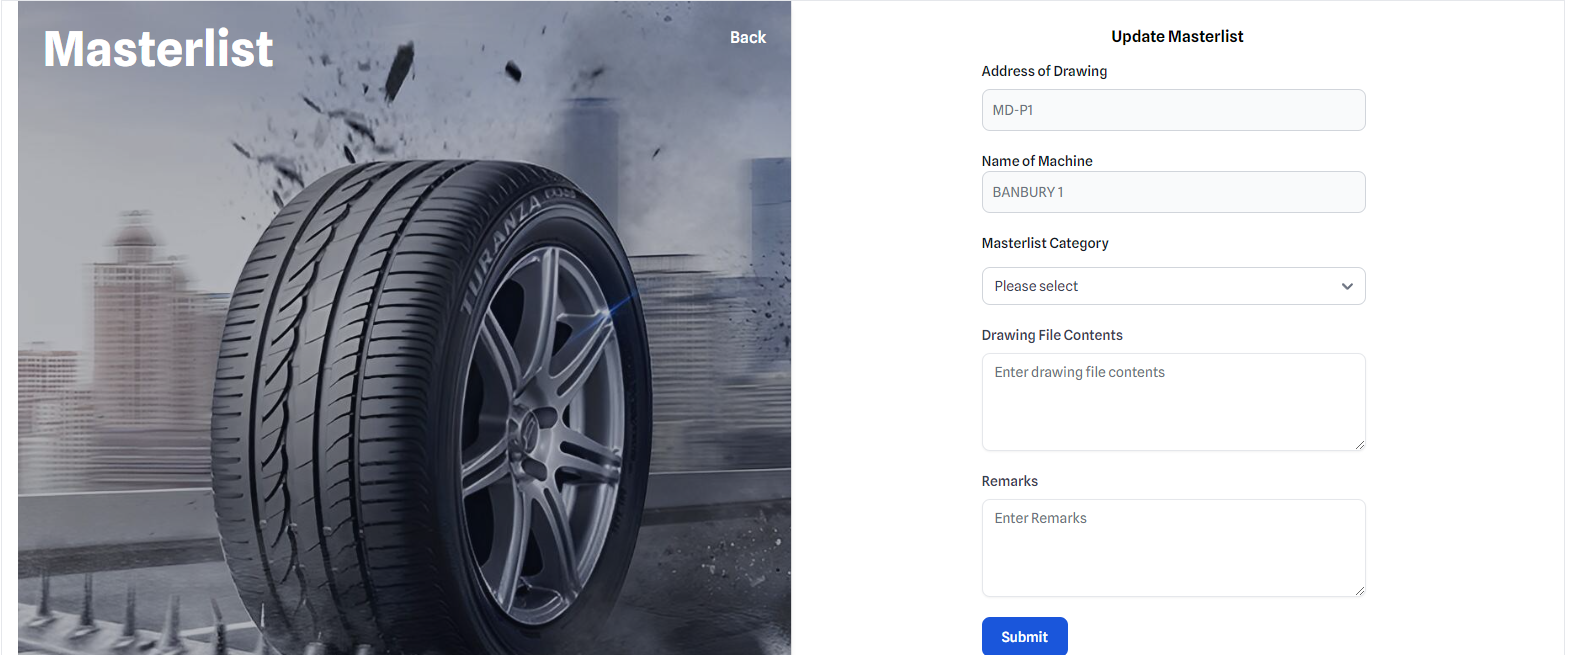 Masterlist
Back
TURANZA
Update Masterlist
Address of Drawing
MD-P1
Name of Machine
BANBURY 1
Masterlist Category
Please select
Drawing File Contents
Enter drawing file contents
Remarks
Enter Remarks
Submit